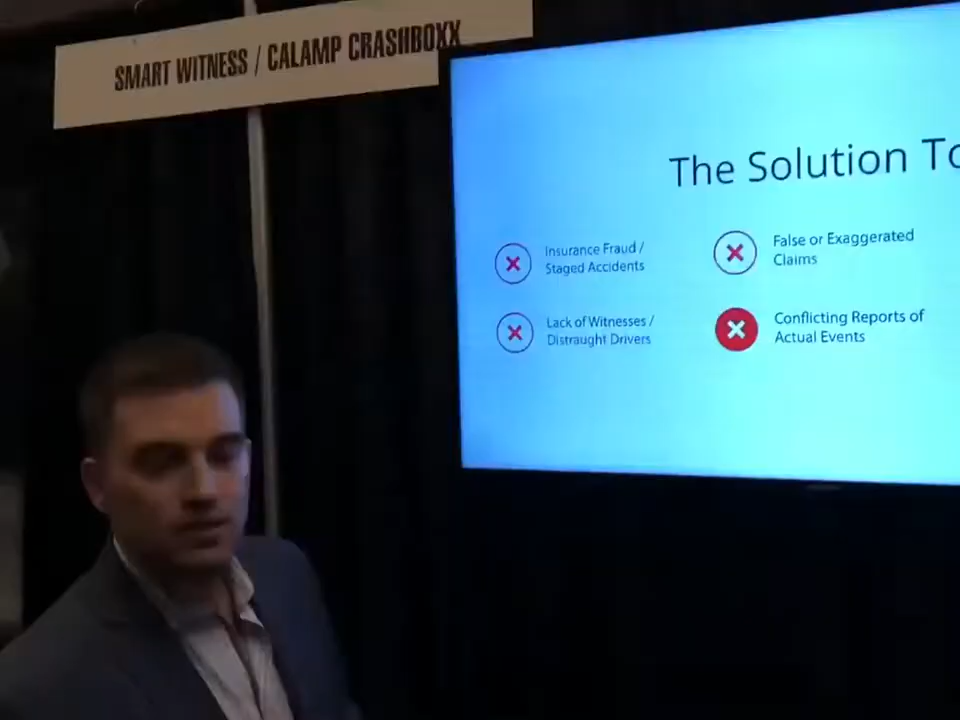 SMART WITNESS / CALAMP CRASHBOXX
The Solution
Insurance Fraud /
Staged Accidents
False or Exaggerated
Claims
Lack of Witnesses /
Distraught Drivers
Conflicting Reports of
Actual Events